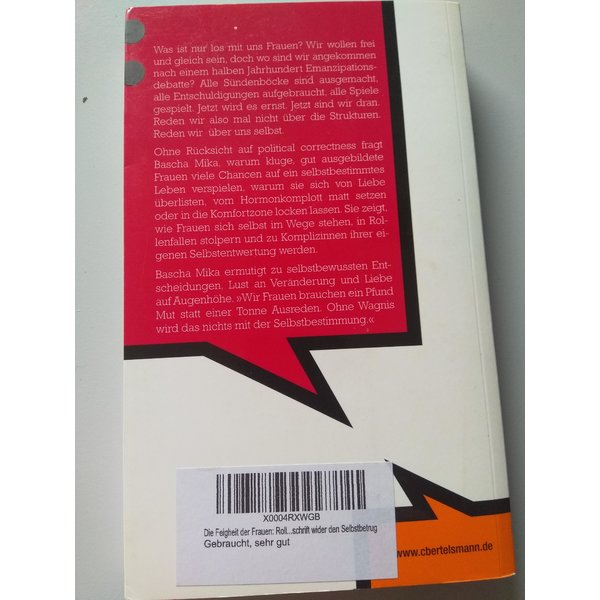 Was ist nur los mit uns Frauen? Wir wollen frei
und gleich sein, doch wo sind wir angekommen
nach einem halben Jahrhundert Emanzipations-
debatte? Alle Sündenböcke sind ausgemacht,
alle Entschuldigungen aufgebraucht, alle Spiele
gespielt. Jetzt wird es ernst. Jetzt sind wir dran.
Reden wir also mal nicht über die Strukturen.
Reden wir über uns selbst.
Ohne Rücksicht auf political correctness fragt
Bascha Mika, warum kluge, gut ausgebildete
Frauen viele Chancen auf ein selbstbestimmtes
Leben verspielen, warum sie sich von Liebe
überlisten, vom Hormonkomplott matt setzen
oder in die Komfortzone locken lassen. Sie zeigt,
wie Frauen sich selbst im Wege stehen, in Rol-
lenfallen stolpern und zu Komplizinnen ihrer ei-
genen Selbstentwertung werden.
Bascha Mika ermutigt zu selbstbewussten Ent-
scheidungen, Lust an Veränderung und Liebe
auf Augenhöhe. »Wir Frauen brauchen ein Pfund
Mut statt einer Tonne Ausreden. Ohne Wagnis
wird das nichts mit der Selbstbestimmung.«
X0004RXWGB
Die Feigheit der Frauen: Roll...schrift wider den Selbstbetrug
Gebraucht, sehr gut
www.cbertelsmann.de